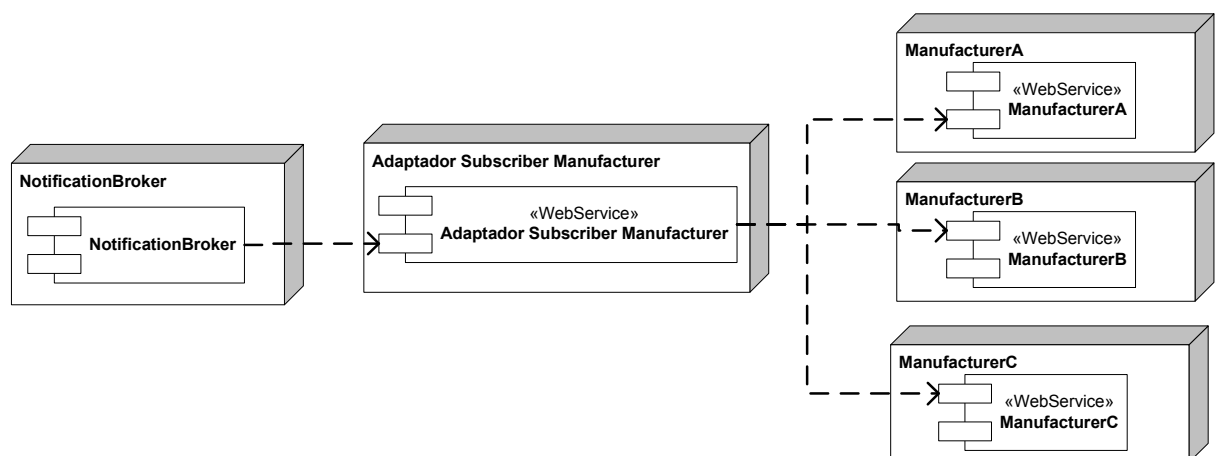 NotificationBroker
NotificationBroker
Adaptador Subscriber Manufacturer
«WebService»
Adaptador Subscriber Manufacturer
ManufacturerA
«WebService»
ManufacturerA
ManufacturerB
«WebService»
ManufacturerB
ManufacturerC
«WebService»
ManufacturerC